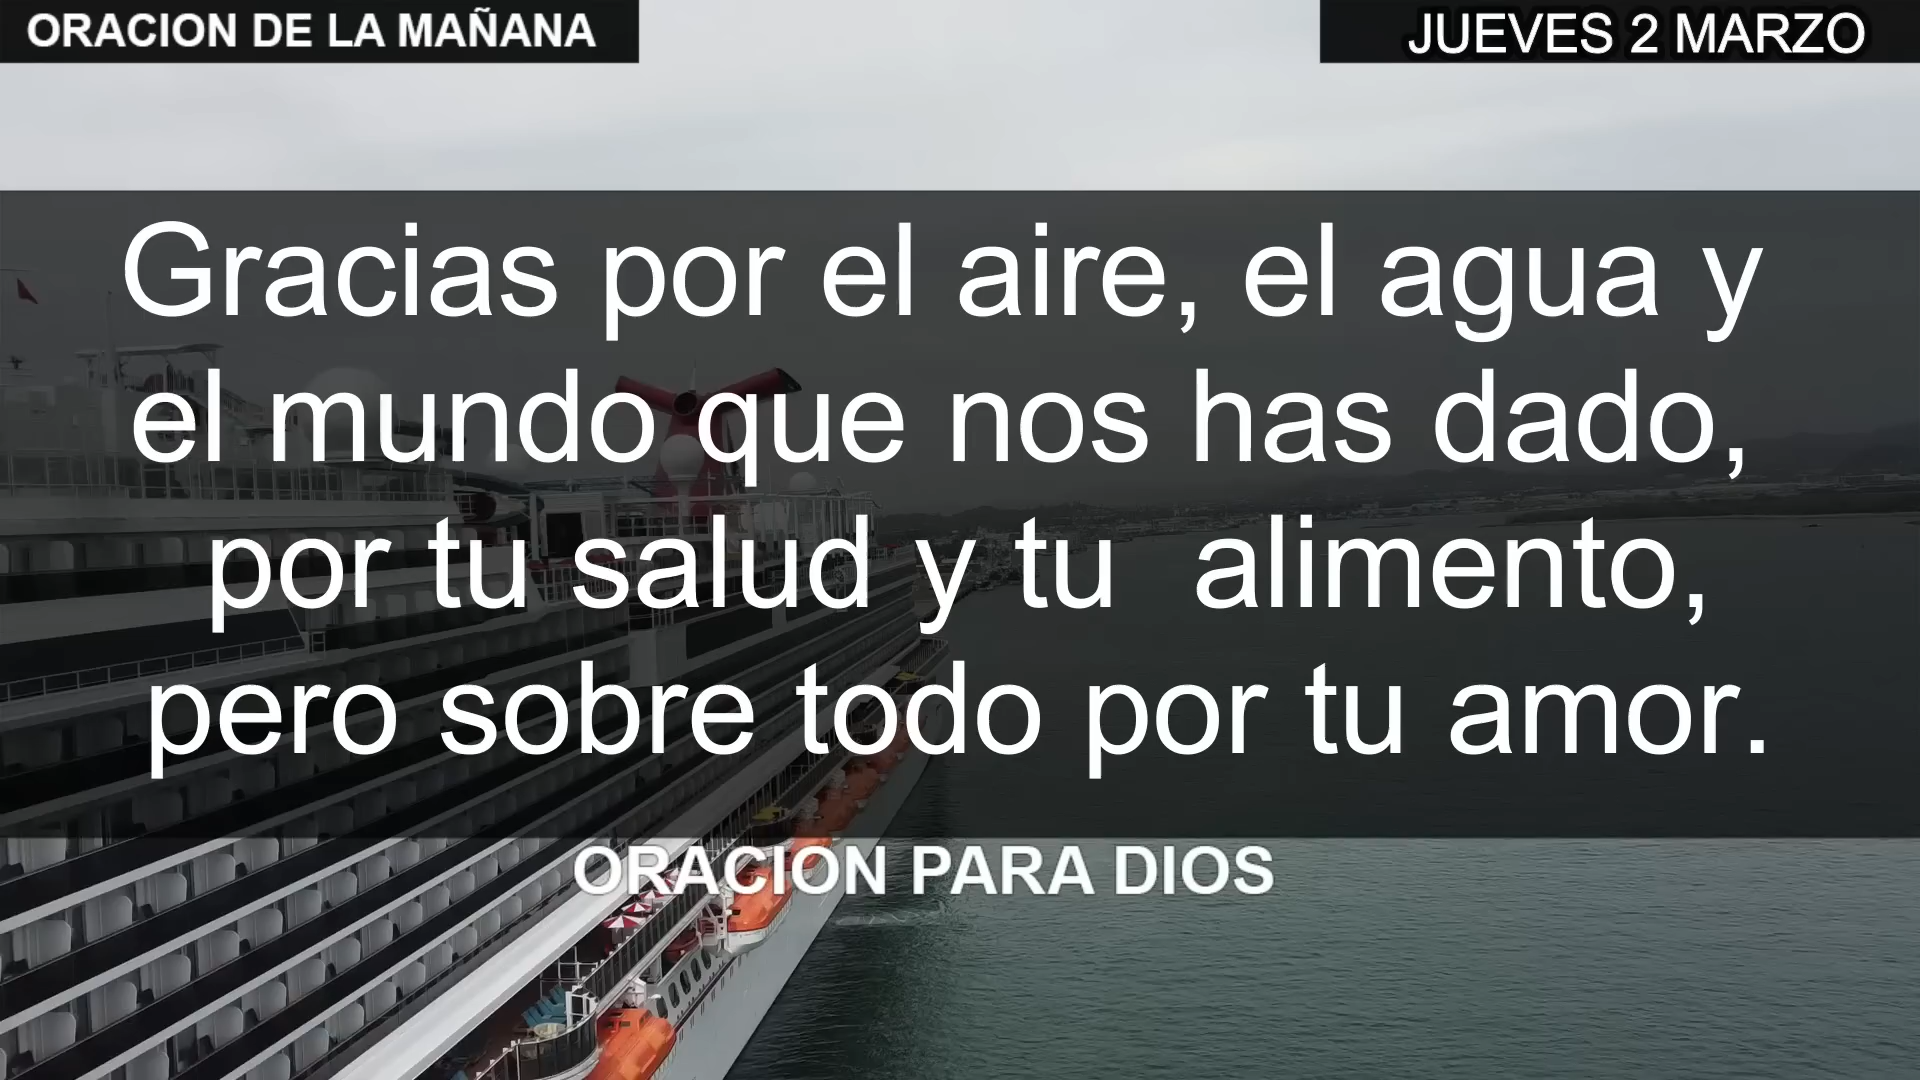 ORACION DE LA MAÑANA
JUEVES 2 MARZO
Gracias por el aire, el agua y
el mundo que nos has dado,
por tu salud y tu  alimento,
pero sobre todo por tu amor.
ORACION PARA DIOS